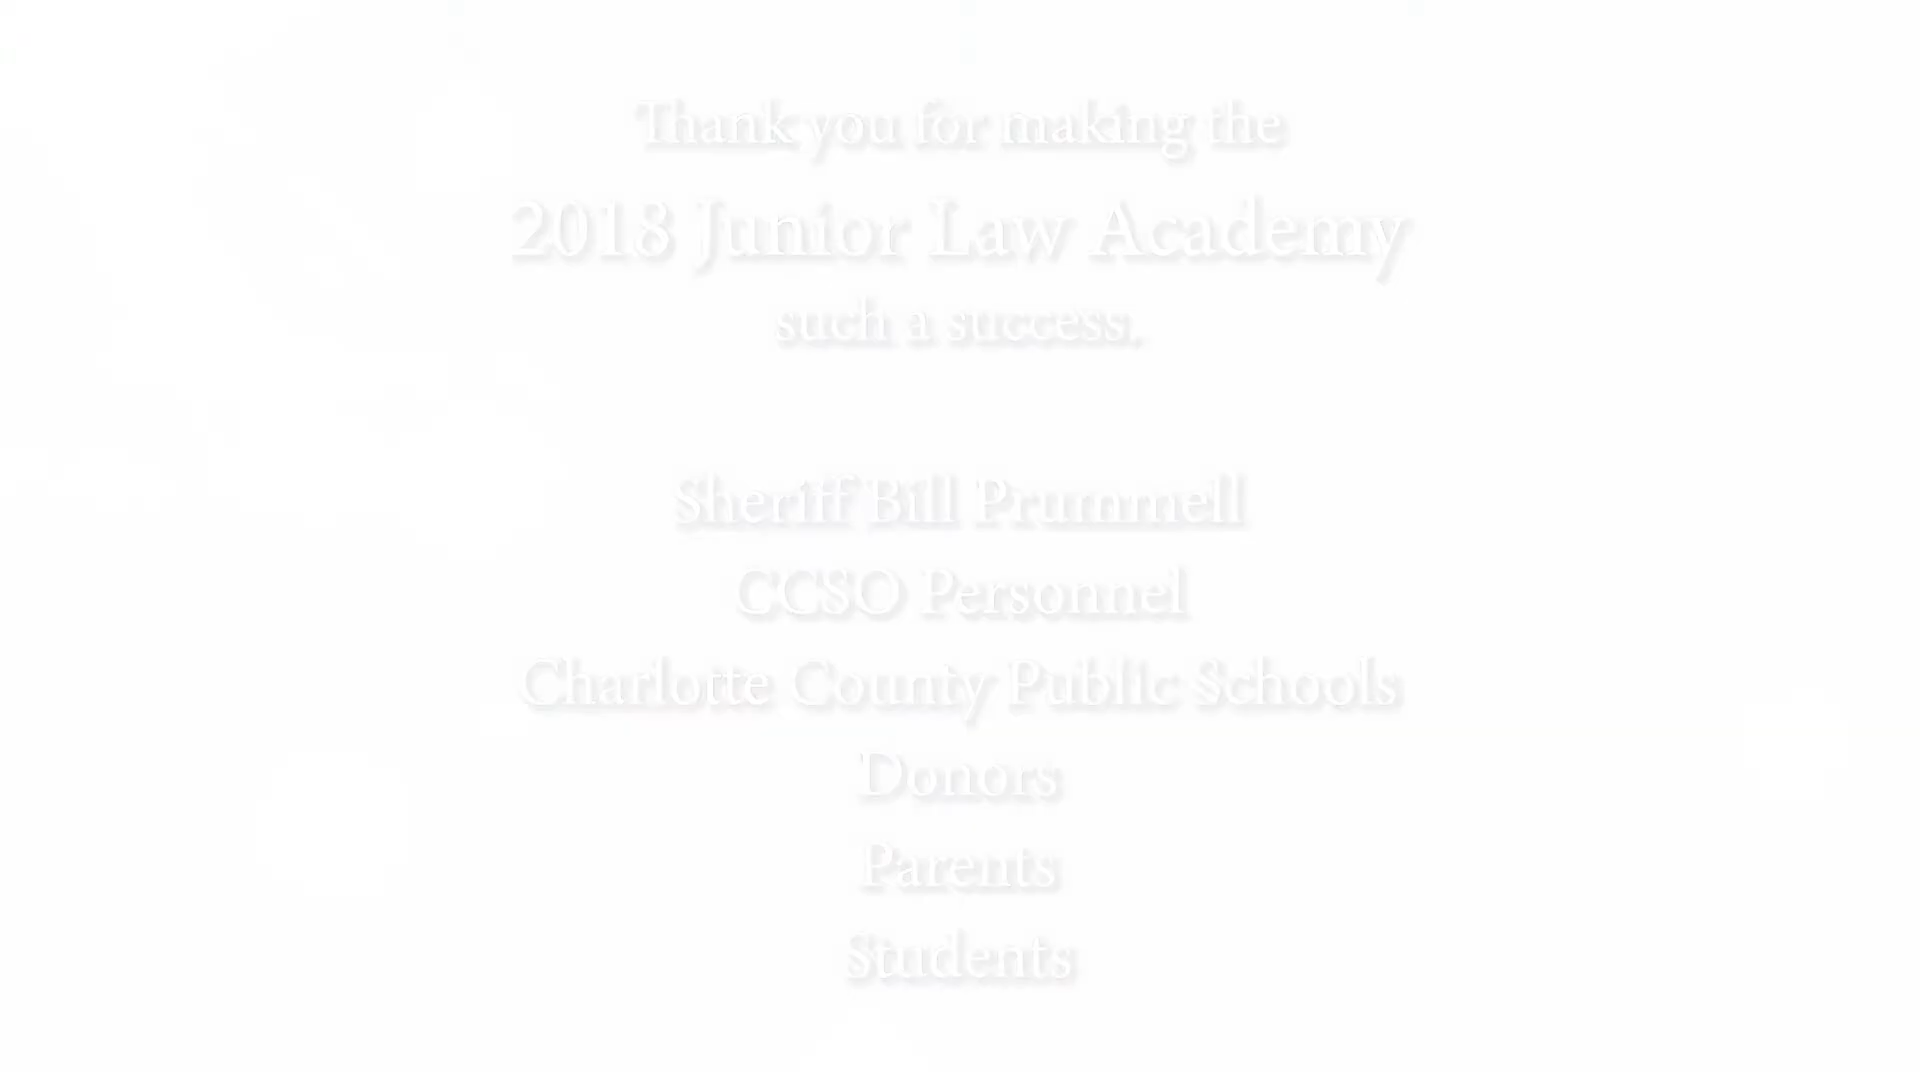 Thank you for making the
2018 Junior Law Academy
such a success.
Sheriff Bill Prummell
CCSO Personnel
Charlotte County Public Schools
Donors
Parents
Students